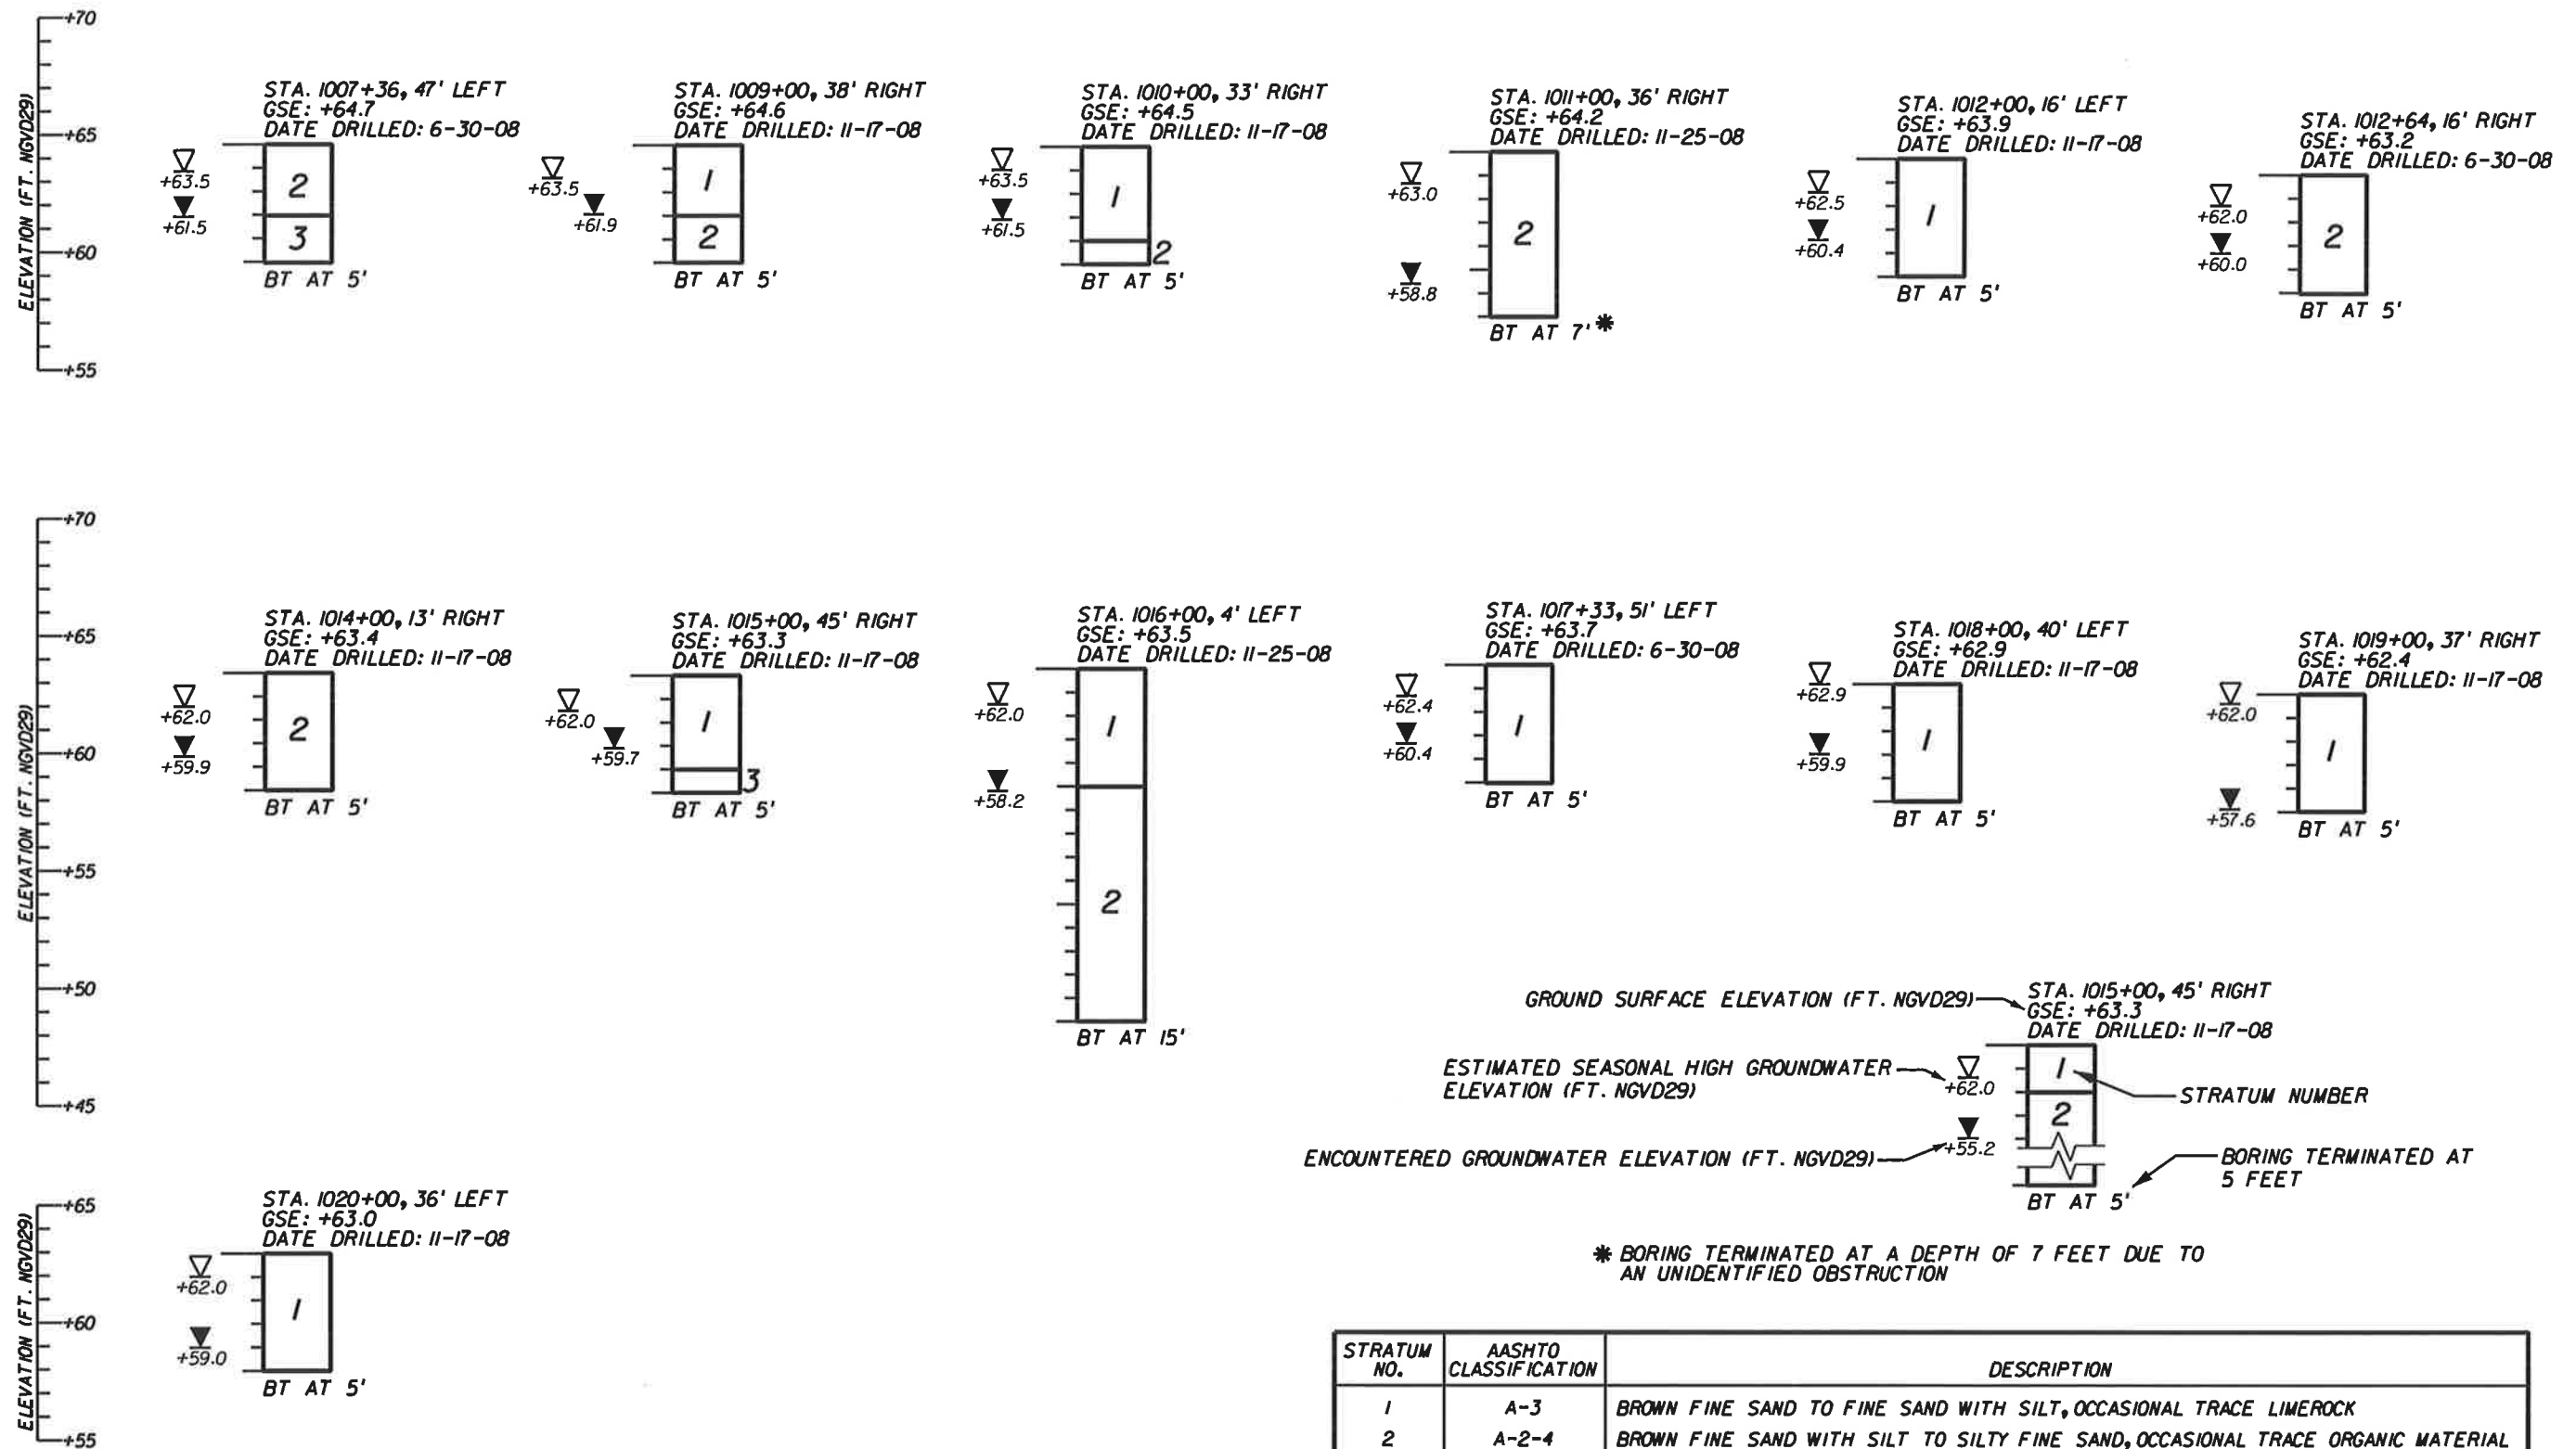 ELEVATION (FT. NGVD29)
+70
+65
+60
+55
STA. 1007+36, 47' LEFT
GSE: +64.7
DATE DRILLED: 6-30-08
+63.5
+61.5
2
3
BT AT 5'
STA. 1009+00, 38' RIGHT
GSE: +64.6
DATE DRILLED: 11-17-08
+63.5
+61.9
1
2
BT AT 5'
STA. 1010+00, 33' RIGHT
GSE: +64.5
DATE DRILLED: 11-17-08
+63.5
+61.5
1
2
BT AT 5'
STA. 1011+00, 36' RIGHT
GSE: +64.2
DATE DRILLED: 11-25-08
+63.0
+58.8
2
BT AT 7' *
STA. 1012+00, 16' LEFT
GSE: +63.9
DATE DRILLED: 11-17-08
+62.5
+60.4
1
BT AT 5'
STA. 1012+64, 16' RIGHT
GSE: +63.2
DATE DRILLED: 6-30-08
+62.0
+60.0
2
BT AT 5'
ELEVATION (FT. NGVD29)
+70
+65
+60
+55
+50
+45
STA. 1014+00, 13' RIGHT
GSE: +63.4
DATE DRILLED: 11-17-08
+62.0
+59.9
2
BT AT 5'
STA. 1015+00, 45' RIGHT
GSE: +63.3
DATE DRILLED: 11-17-08
+62.0
+59.7
1
3
BT AT 5'
STA. 1016+00, 4' LEFT
GSE: +63.5
DATE DRILLED: 11-25-08
+62.0
+58.2
1
2
BT AT 15'
STA. 1017+33, 51' LEFT
GSE: +63.7
DATE DRILLED: 6-30-08
+62.4
+60.4
1
BT AT 5'
STA. 1018+00, 40' LEFT
GSE: +62.9
DATE DRILLED: 11-17-08
+62.9
+59.9
1
BT AT 5'
STA. 1019+00, 37' RIGHT
GSE: +62.4
DATE DRILLED: 11-17-08
+62.0
+57.6
1
BT AT 5'
GROUND SURFACE ELEVATION (FT. NGVD29)
STA. 1015+00, 45' RIGHT
GSE: +63.3
DATE DRILLED: 11-17-08
ESTIMATED SEASONAL HIGH GROUNDWATER
ELEVATION (FT. NGVD29)
+62.0
1
STRATUM NUMBER
2
ENCOUNTERED GROUNDWATER ELEVATION (FT. NGVD29)
+55.2
BORING TERMINATED AT
5 FEET
BT AT 5'
* BORING TERMINATED AT A DEPTH OF 7 FEET DUE TO
AN UNIDENTIFIED OBSTRUCTION
ELEVATION (FT. NGVD29)
+65
+60
+55
STA. 1020+00, 36' LEFT
GSE: +63.0
DATE DRILLED: 11-17-08
+62.0
+59.0
1
BT AT 5'
STRATUM NO. AASHTO CLASSIFICATION DESCRIPTION
1 A-3 BROWN FINE SAND TO FINE SAND WITH SILT, OCCASIONAL TRACE LIMEROCK
2 A-2-4 BROWN FINE SAND WITH SILT TO SILTY FINE SAND, OCCASIONAL TRACE ORGANIC MATERIAL